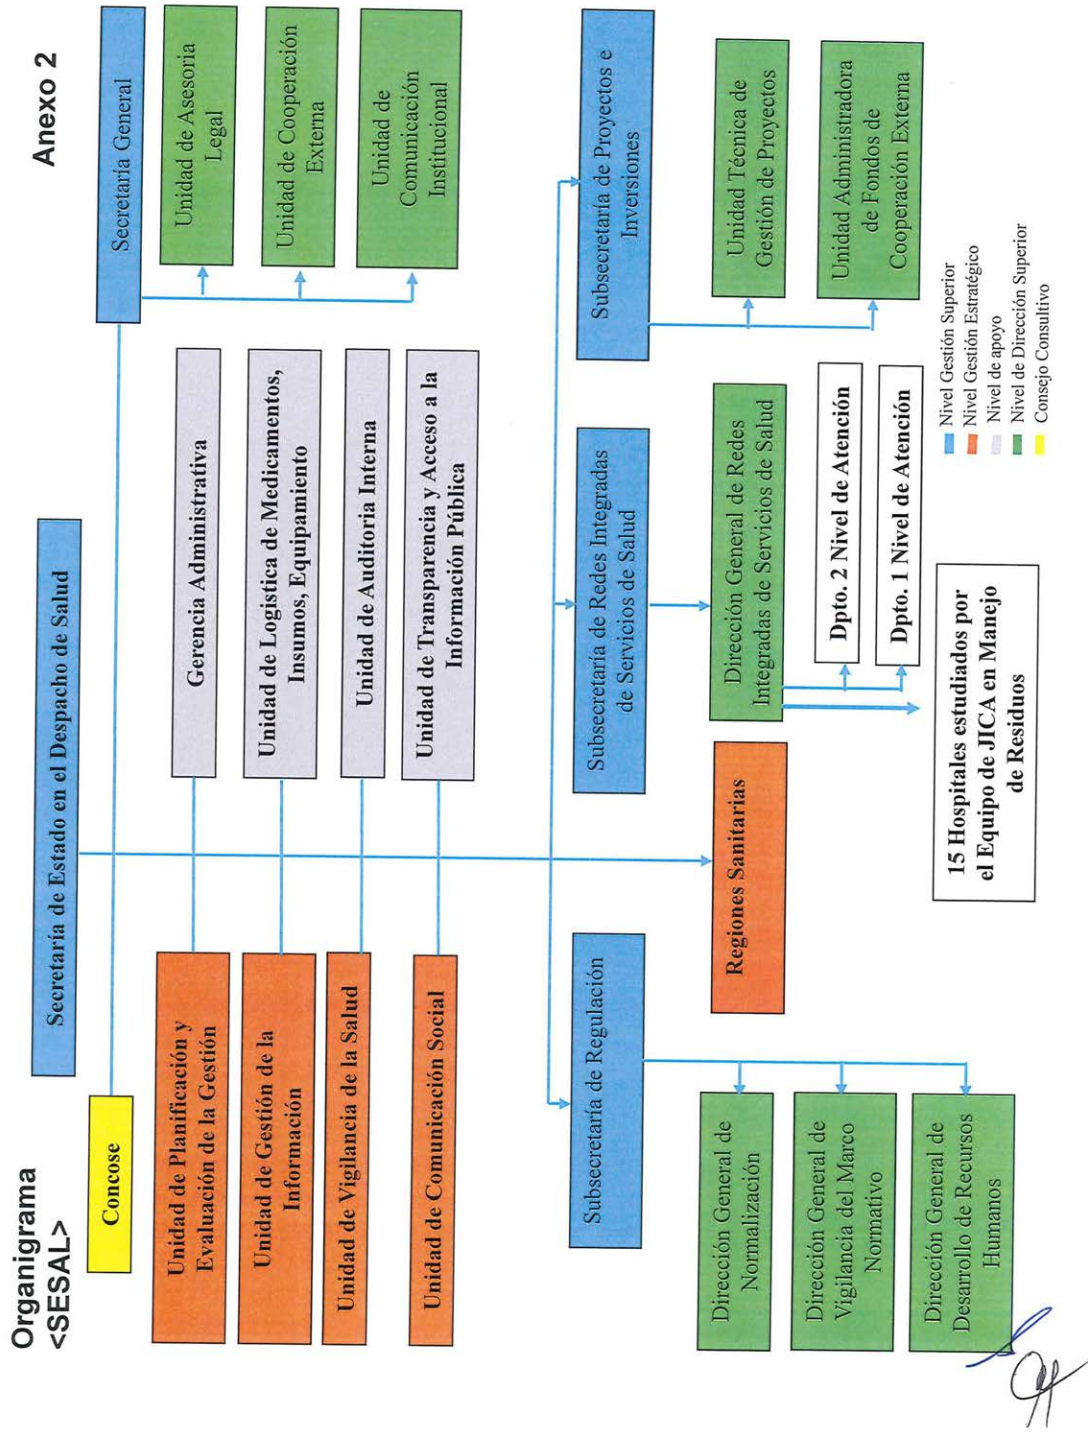 Organigrama
<SESAL>
Anexo 2
Secretaría de Estado en el Despacho de Salud
Concose
Secretaria General
Unidad de Asesoria
Legal
Unidad de Cooperación
Externa
Unidad de
Comunicación
Institucional
Unidad de Planificación y
Evaluación de la Gestión
Gerencia Administrativa
Unidad de Gestión de la
Información
Unidad de Logistica de Medicamentos,
Insumos, Equipamiento
Unidad de Vigilancia de la Salud
Unidad de Auditoria Interna
Unidad de Comunicación Social
Unidad de Transparencia y Acceso a la
Información Pública
Subsecretaría de Regulación
Subsecretaría de Redes Integradas
de Servicios de Salud
Subsecretaría de Proyectos e
Inversiones
Dirección General de
Normalización
Dirección General de
Vigilancia del Marco
Normativo
Dirección General de
Desarrollo de Recursos
Humanos
Regiones Sanitarias
Dirección General de Redes
Integradas de Servicios de Salud
Dpto. 2 Nivel de Atención
Dpto. 1 Nivel de Atención
15 Hospitales estudiados por
el Equipo de JICA en Manejo
de Residuos
Unidad Técnica de
Gestión de Proyectos
Unidad Administradora
de Fondos de
Cooperación Externa
Nivel Gestión Superior
Nivel Gestión Estratégico
Nivel de apoyo
Nivel de Dirección Superior
Consejo Consultivo